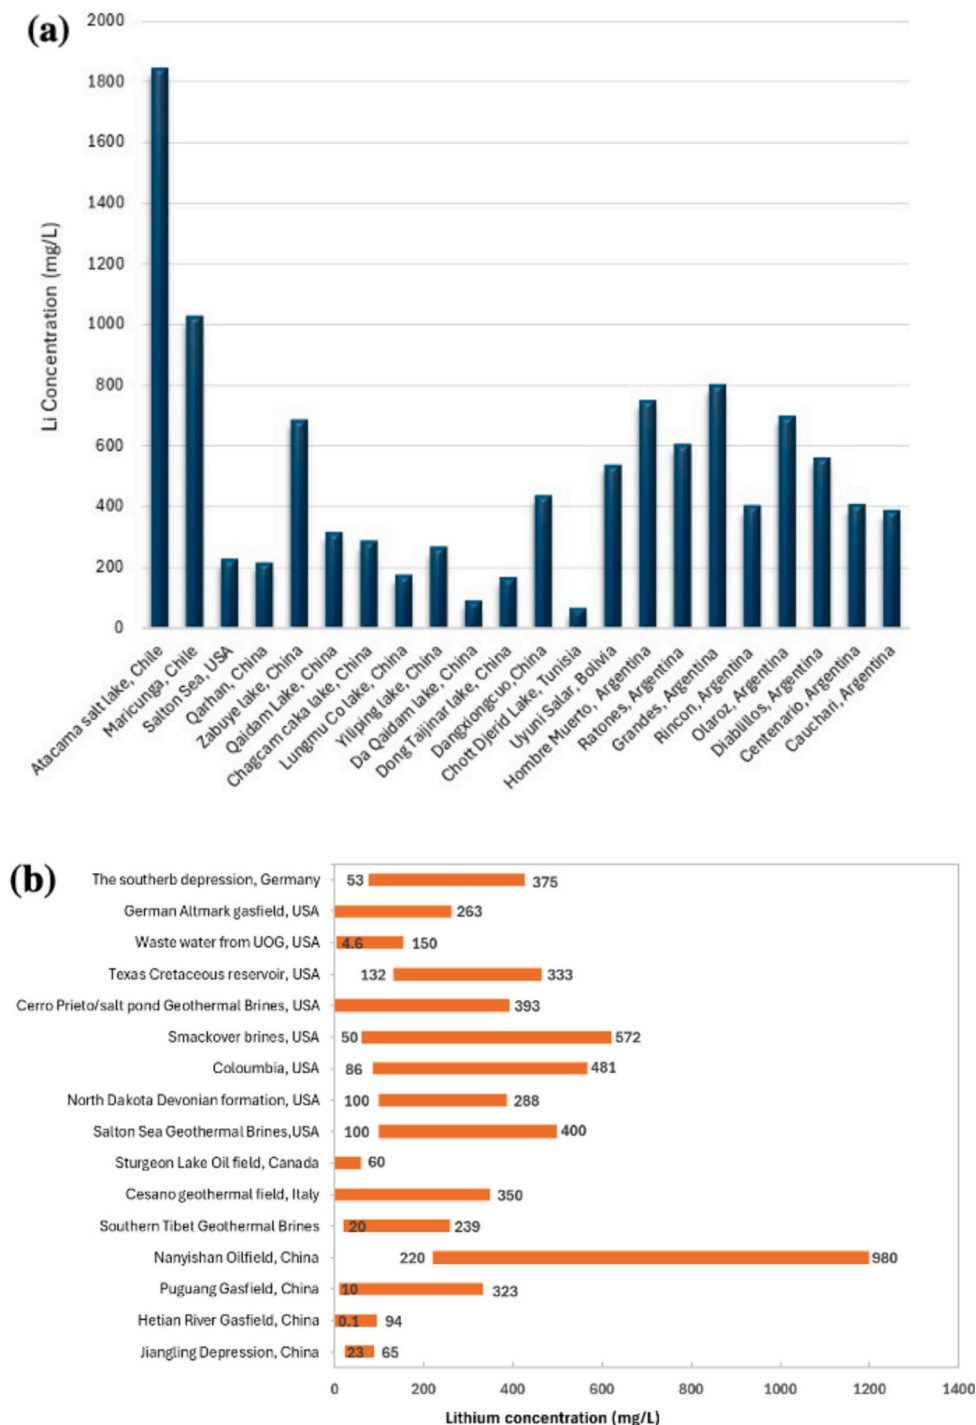 (a)
2000
1800
1600
1400
1200
1000
800
600
400
200
0
Li Concentration (mg/L)
Atacama salt lake, Chile
Maricunga, Chile
Salton Sea, USA
Qarhan, China
Zabuye lake, China
Qaidam Lake, China
Chagcam caka lake, China
Lungmu Co lake, China
Yiliping lake, China
Da Qaidam lake, China
Dong Taijinar lake, China
Dangxiongcuo, China
Chott Djerid Lake, Tunisia
Uyuni Salar, Bolivia
Hombre Muerto, Argentina
Ratones, Argentina
Grandes, Argentina
Rincon, Argentina
Olaroz, Argentina
Diablillos, Argentina
Centenario, Argentina
Cauchari, Argentina
(b)
The southerb depression, Germany 53 375
German Altmark gasfield, USA 263
Waste water from UOG, USA 4.6 150
Texas Cretaceous reservoir, USA 132 333
Cerro Prieto/salt pond Geothermal Brines, USA 393
Smackover brines, USA 50 572
Coloumbia, USA 86 481
North Dakota Devonian formation, USA 100 288
Salton Sea Geothermal Brines,USA 100 400
Sturgeon Lake Oil field, Canada 60
Cesano geothermal field, Italy 350
Southern Tibet Geothermal Brines 20 239
Nanyishan Oilfield, China 220 980
Puguang Gasfield, China 10 323
Hetian River Gasfield, China 0.1 94
Jiangling Depression, China 23 65
0 200 400 600 800 1000 1200 1400
Lithium concentration (mg/L)